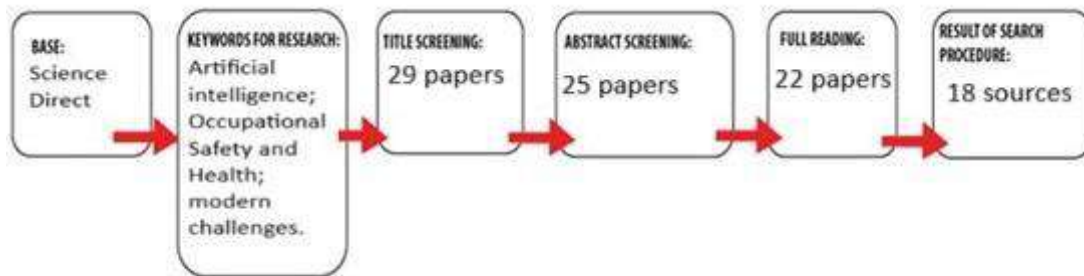 BASE:
Science
Direct
KEYWORDS FOR RESEARCH:
Artificial
intelligence;
Occupational
Safety and
Health;
modern
challenges.
TITLE SCREENING:
29 papers
ABSTRACT SCREENING:
25 papers
FULL READING:
22 papers
RESULT OF SEARCH
PROCEDURE:
18 sources